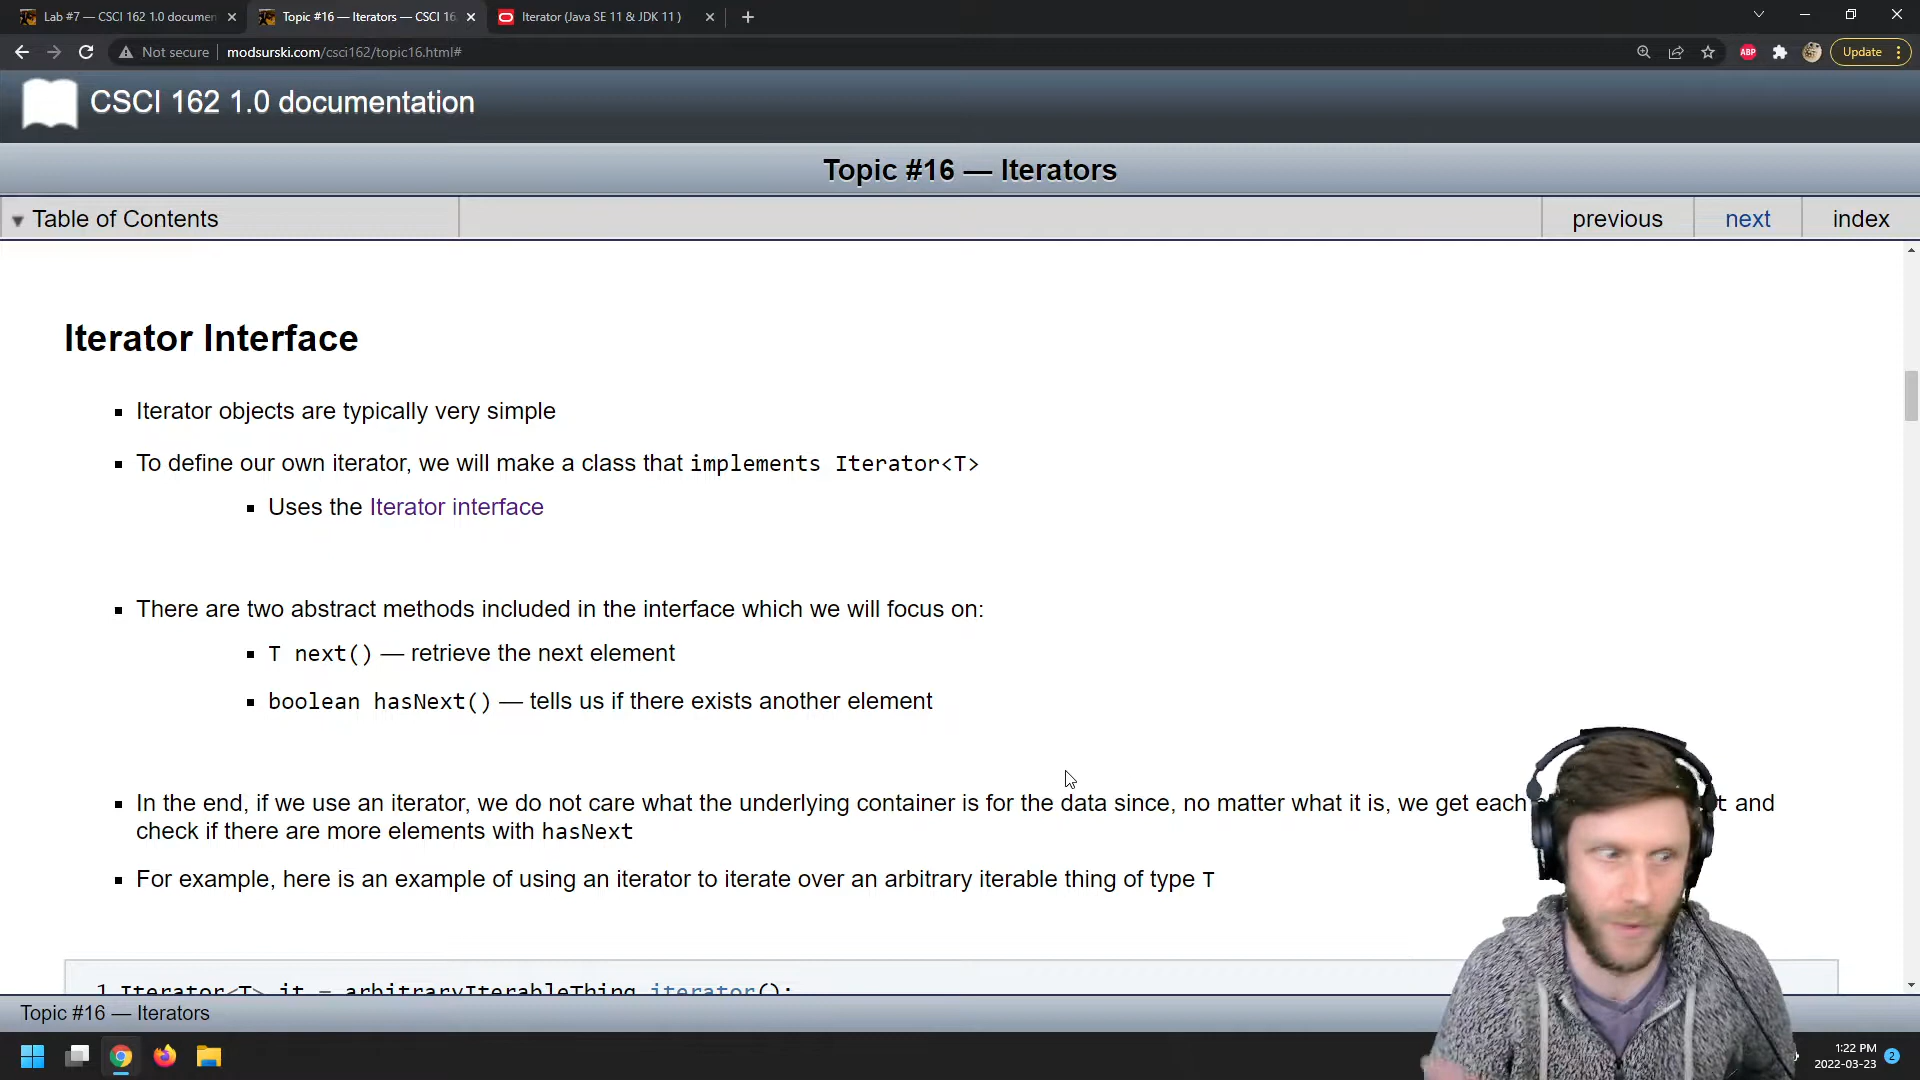 Lab #7 — CSCI 162 1.0 documen
Topic #16 — Iterators — CSCI 16
Iterator (Java SE 11 & JDK 11 )
Not secure
modsurski.com/csci162/topic16.html#
ABP
Update
CSCI 162 1.0 documentation
Topic #16 — Iterators
Table of Contents
previous
next
index
Iterator Interface
Iterator objects are typically very simple
To define our own iterator, we will make a class that implements Iterator<T>
Uses the Iterator interface
There are two abstract methods included in the interface which we will focus on:
T next() — retrieve the next element
boolean hasNext() — tells us if there exists another element
In the end, if we use an iterator, we do not care what the underlying container is for the data since, no matter what it is, we get each and
check if there are more elements with hasNext
For example, here is an example of using an iterator to iterate over an arbitrary iterable thing of type T
1 Iterator<T> it = arbitraryIterableThing.iterator();
Topic #16 — Iterators
1:22 PM
2022-03-23
2